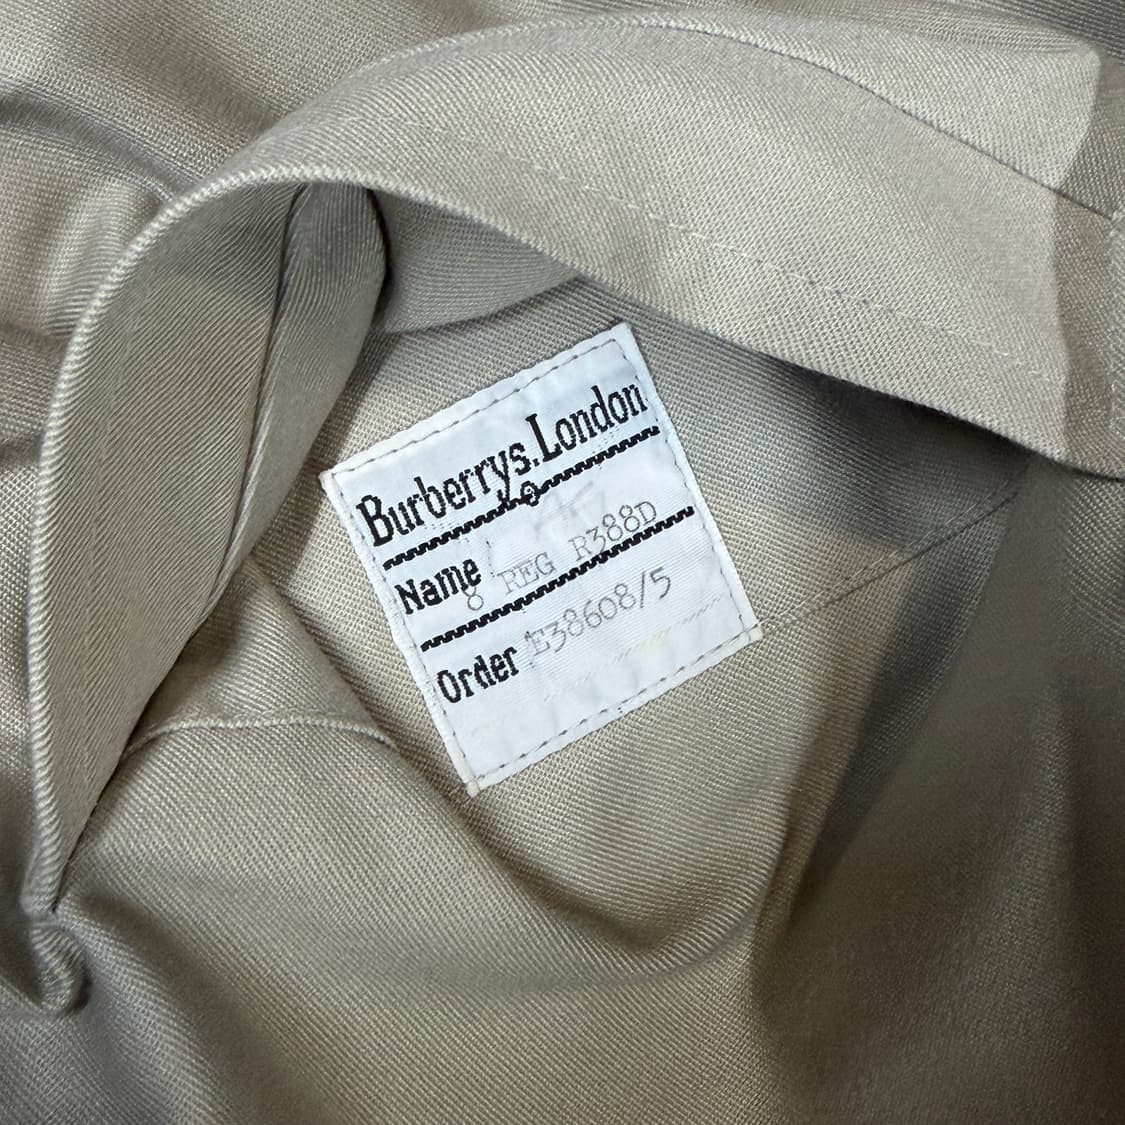 Burberrys. London
Name 8 REG R388D
Order E38608/5